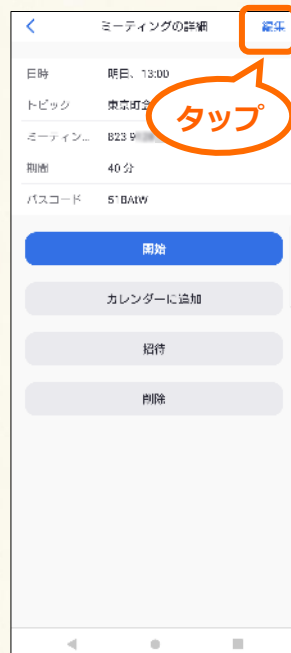 ミーティングの詳細 編集
日時 明日、13:00
トピック 東京町会
タップ
ミーティン... 823 9
期間 40 分
パスコード
開始
カレンダーに追加
招待
削除